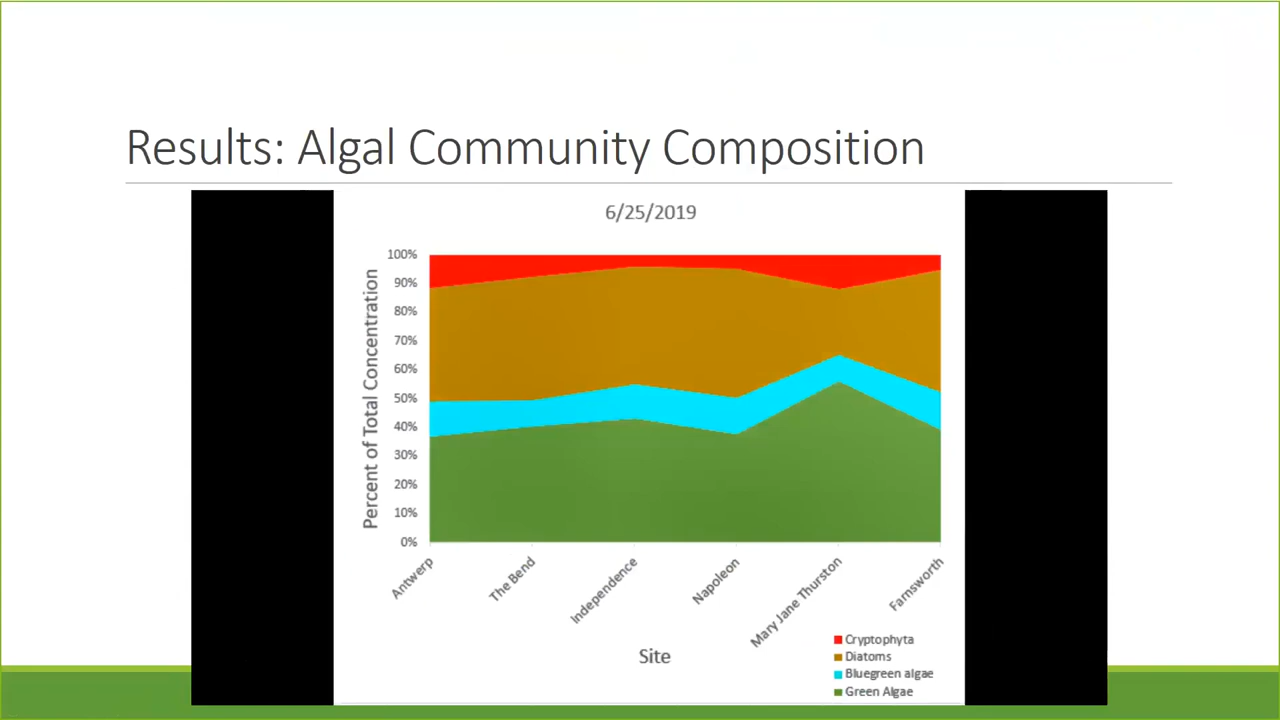 Results: Algal Community Composition
6/25/2019
Percent of Total Concentration
100%
90%
80%
70%
60%
50%
40%
30%
20%
10%
0%
Antwerp
The Bend
Independence
Napoleon
Mary Jane Thurston
Farnsworth
Site
Cryptophyta
Diatoms
Bluegreen algae
Green Algae